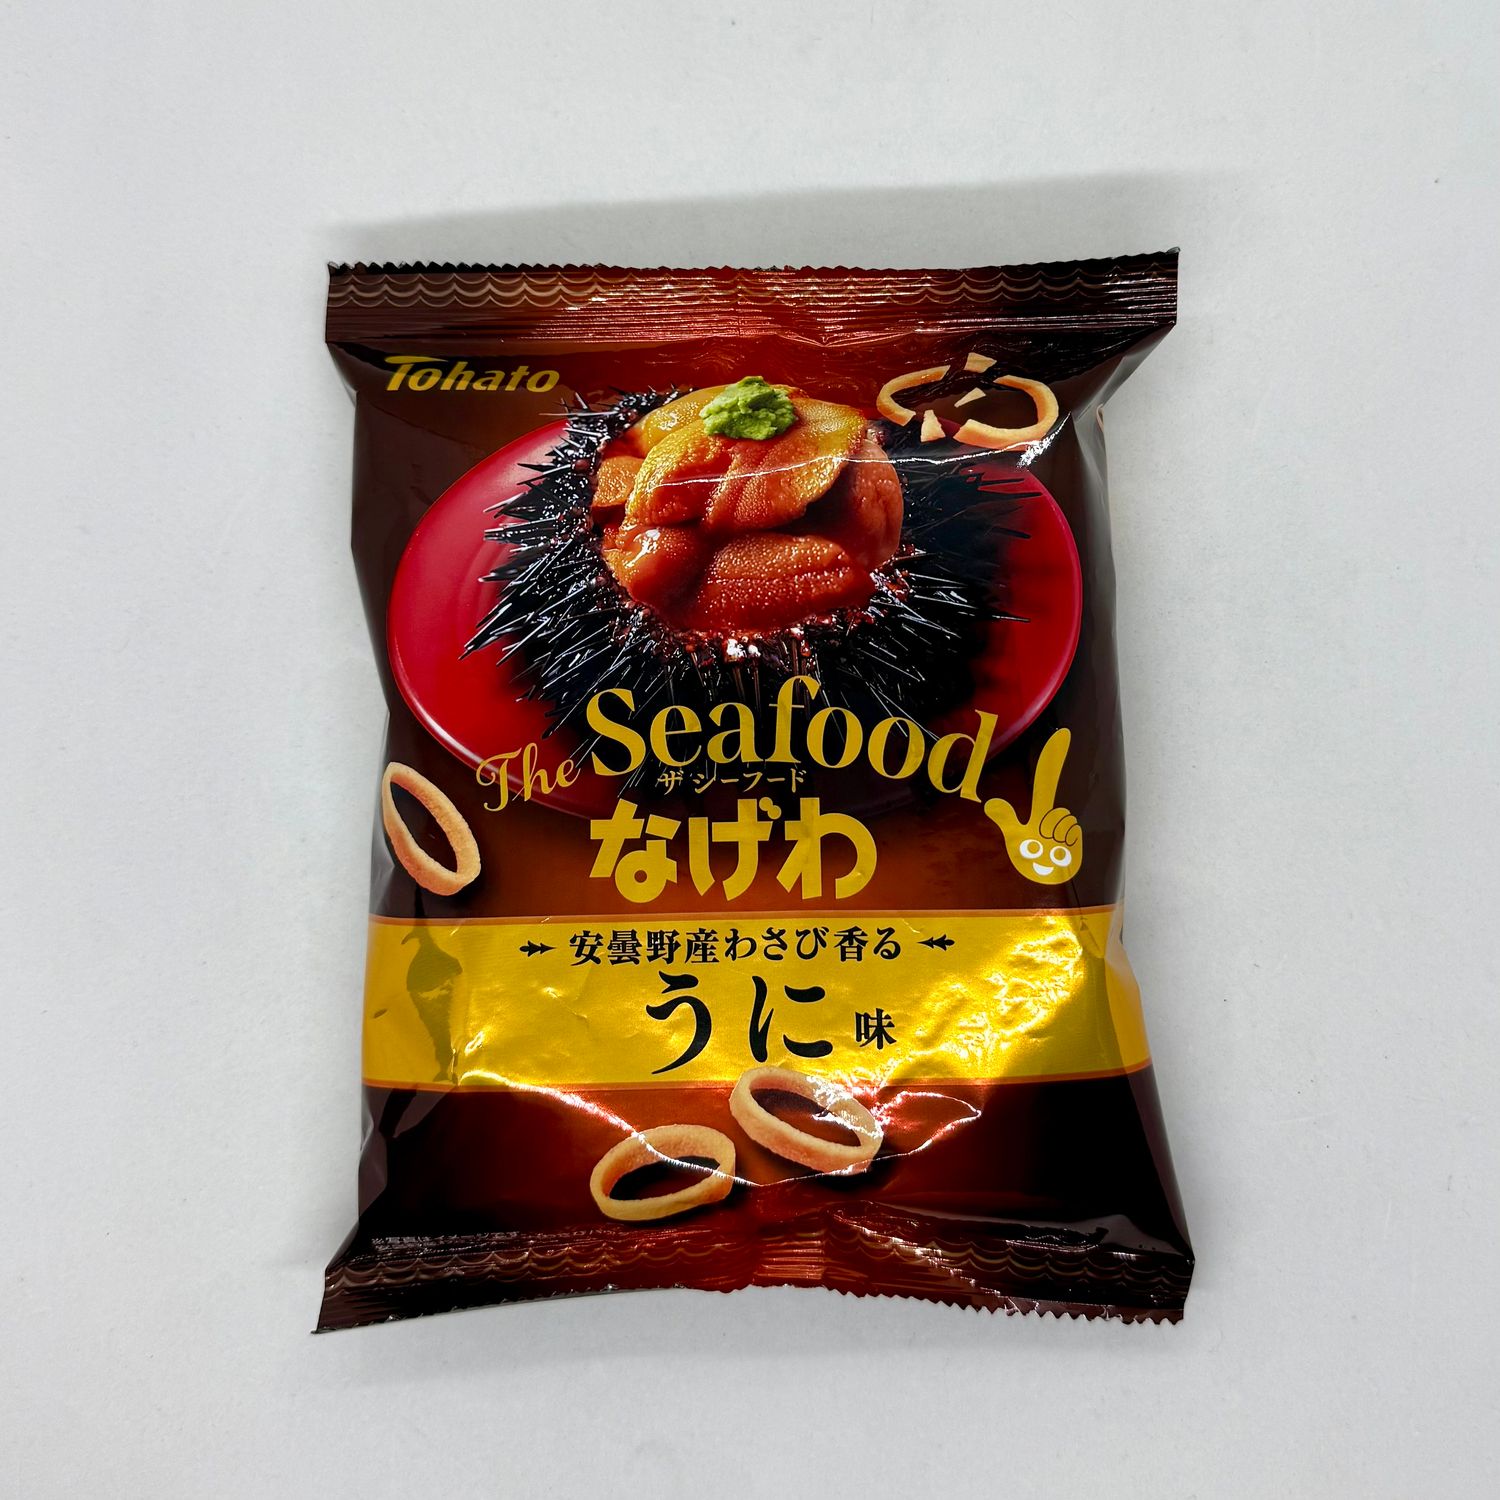 Tohato
The Seafood
ザ シーフード
なげわ
安曇野産わさび香る
うに味